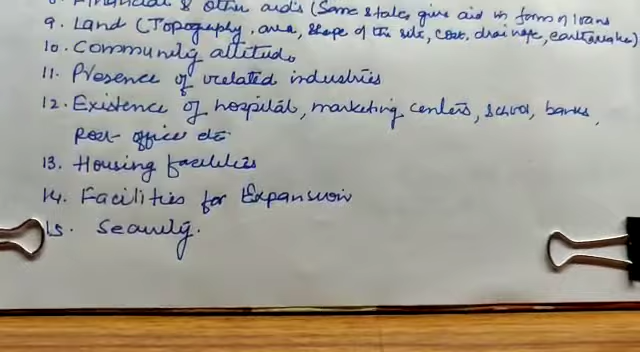 8. Financial & other aids (Some states give aid in form of loans
9. Land (Topography, area, shape of the site, cost, drainage, earthquake)
10. Community attitude
11. Presence of related industries
12. Existence of hospital, marketing centers, school, banks,
Post office etc
13. Housing facilities
14. Facilities for Expansion
15. Security.